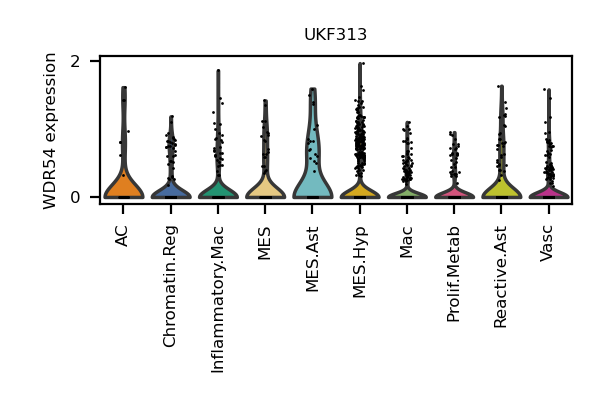 UKF313
WDR54 expression
2
0
AC
Chromatin.Reg
Inflammatory.Mac
MES
MES.Ast
MES.Hyp
Mac
Prolif.Metab
Reactive.Ast
Vasc